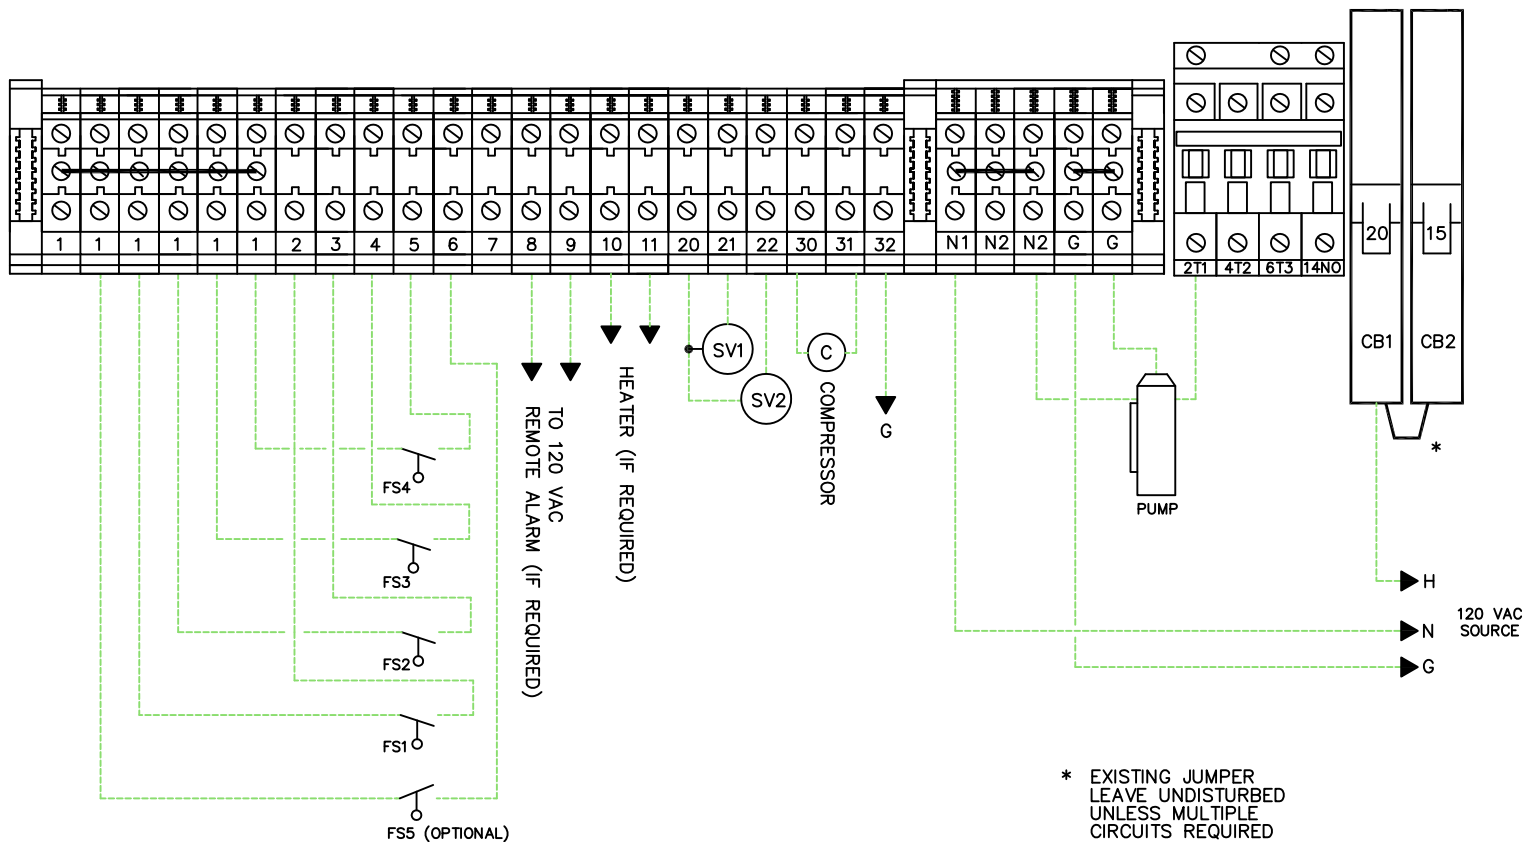 20
15
CB1
CB2
1 1 1 1 1 1 2 3 4 5 6 7 8 9 10 11 20 21 22 30 31 32
N1 N2 N2 G G
2T1 4T2 6T3 14NO
SV1
SV2
C
COMPRESSOR
G
HEATER (IF REQUIRED)
TO 120 VAC
REMOTE ALARM (IF REQUIRED)
FS4
FS3
FS2
FS1
FS5 (OPTIONAL)
PUMP
*
H
N
G
120 VAC
SOURCE
* EXISTING JUMPER
LEAVE UNDISTURBED
UNLESS MULTIPLE
CIRCUITS REQUIRED